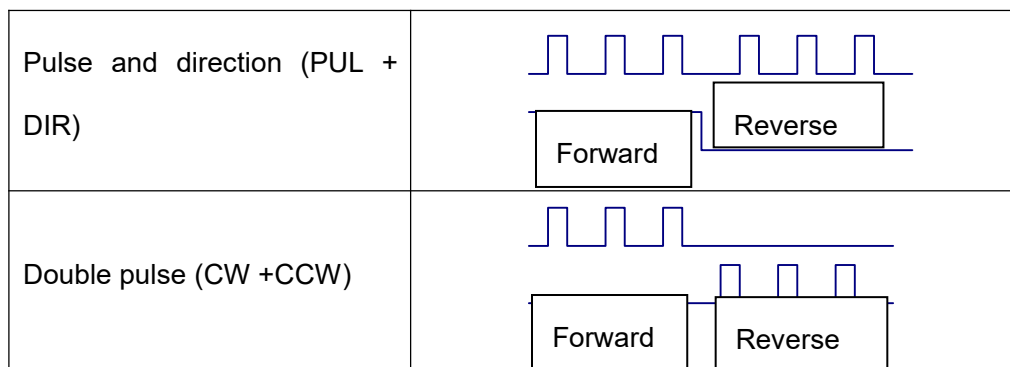 Pulse and direction (PUL +
DIR)
Forward
Reverse
Double pulse (CW +CCW)
Forward
Reverse